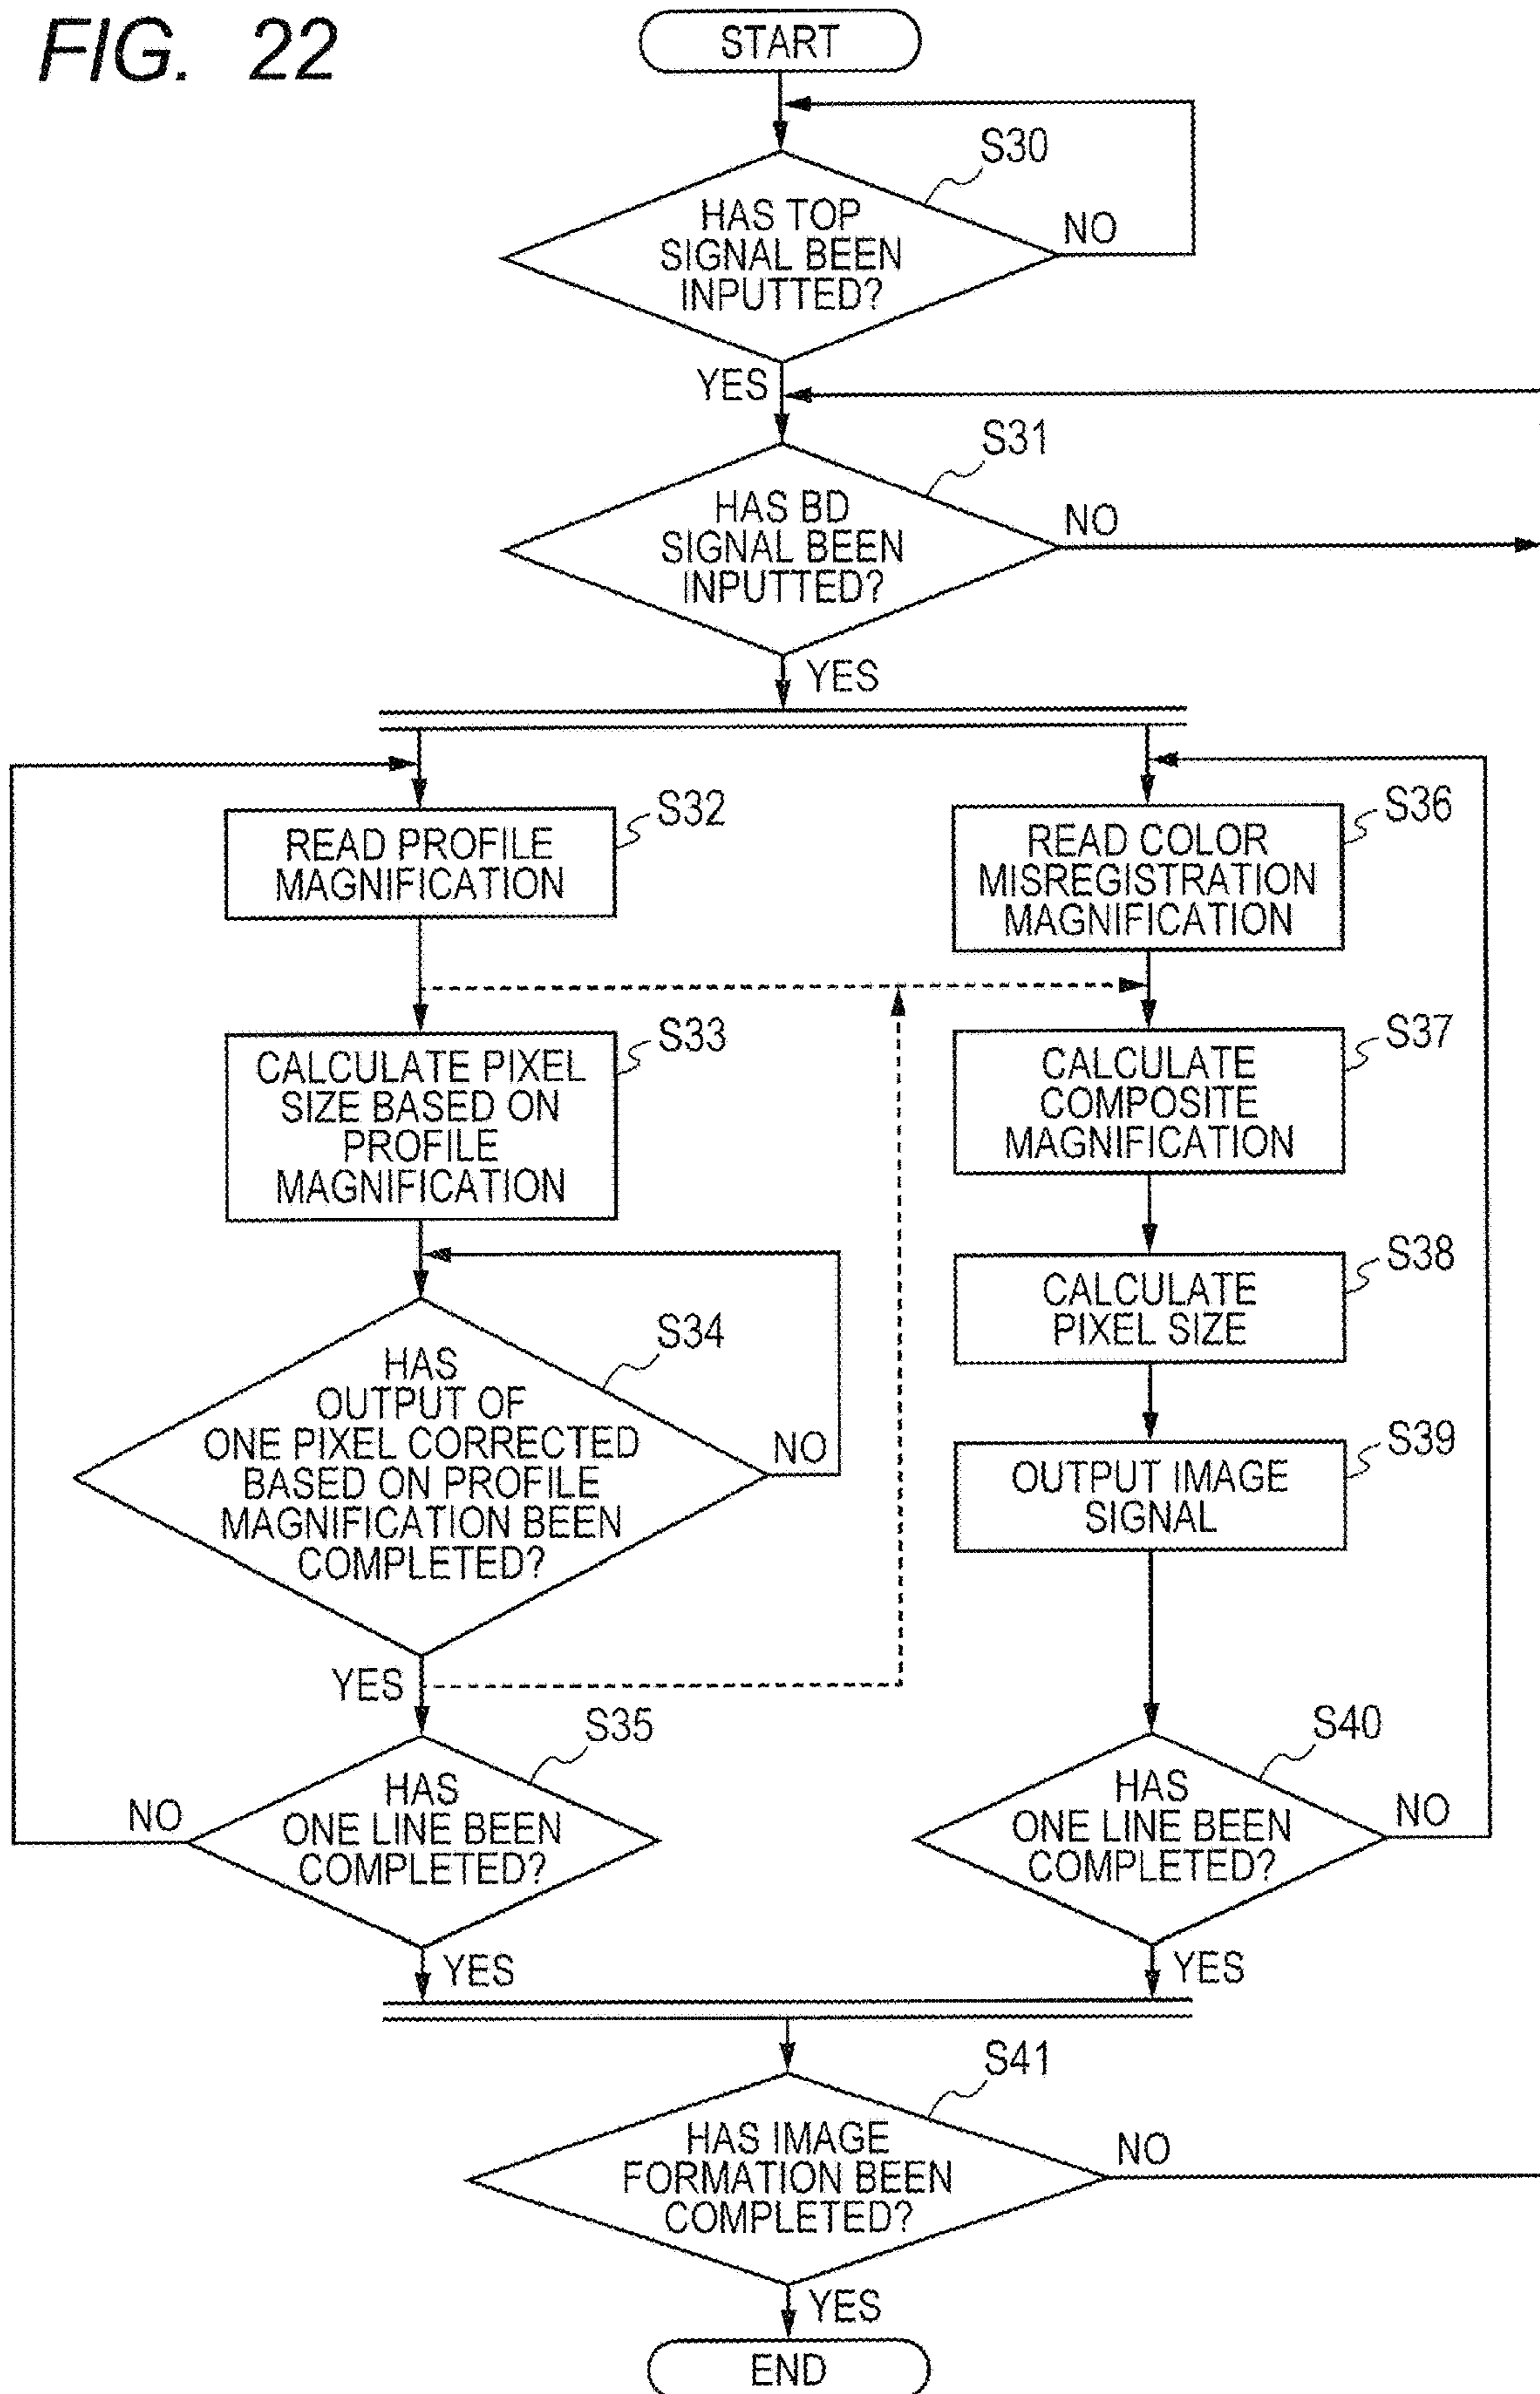 FIG. 22
START
S30
HAS TOP
SIGNAL BEEN
INPUTTED?
NO
YES
S31
HAS BD
SIGNAL BEEN
INPUTTED?
NO
YES
S32
READ PROFILE
MAGNIFICATION
S33
CALCULATE PIXEL
SIZE BASED ON
PROFILE
MAGNIFICATION
S34
HAS
OUTPUT OF
ONE PIXEL CORRECTED
BASED ON PROFILE
MAGNIFICATION BEEN
COMPLETED?
NO
YES
S35
HAS
ONE LINE BEEN
COMPLETED?
NO
YES
S36
READ COLOR
MISREGISTRATION
MAGNIFICATION
S37
CALCULATE
COMPOSITE
MAGNIFICATION
S38
CALCULATE
PIXEL SIZE
S39
OUTPUT IMAGE
SIGNAL
S40
HAS
ONE LINE BEEN
COMPLETED?
NO
YES
S41
HAS IMAGE
FORMATION BEEN
COMPLETED?
NO
YES
END